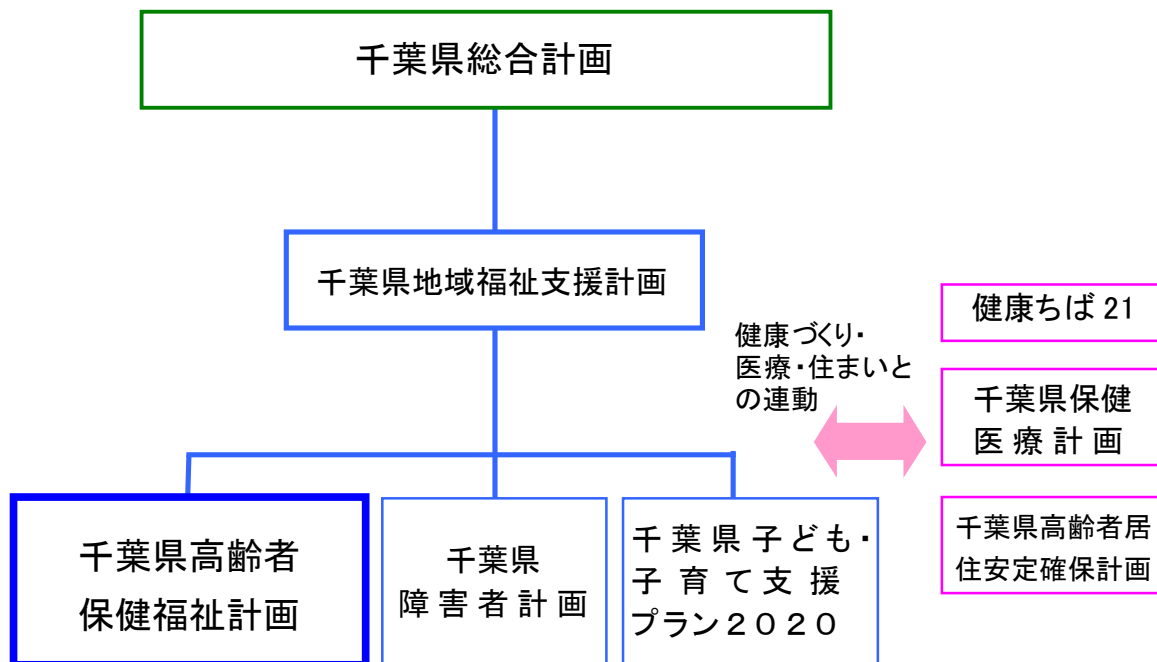 千葉県総合計画
千葉県地域福祉支援計画
健康づくり・
医療・住まいと
の連動
健康ちば 21
千葉県保健
医療計画
千葉県高齢者居
住安定確保計画
千葉県高齢者
保健福祉計画
千葉県
障害者計画
千葉県子ども・
子育て支援
プラン２０２０